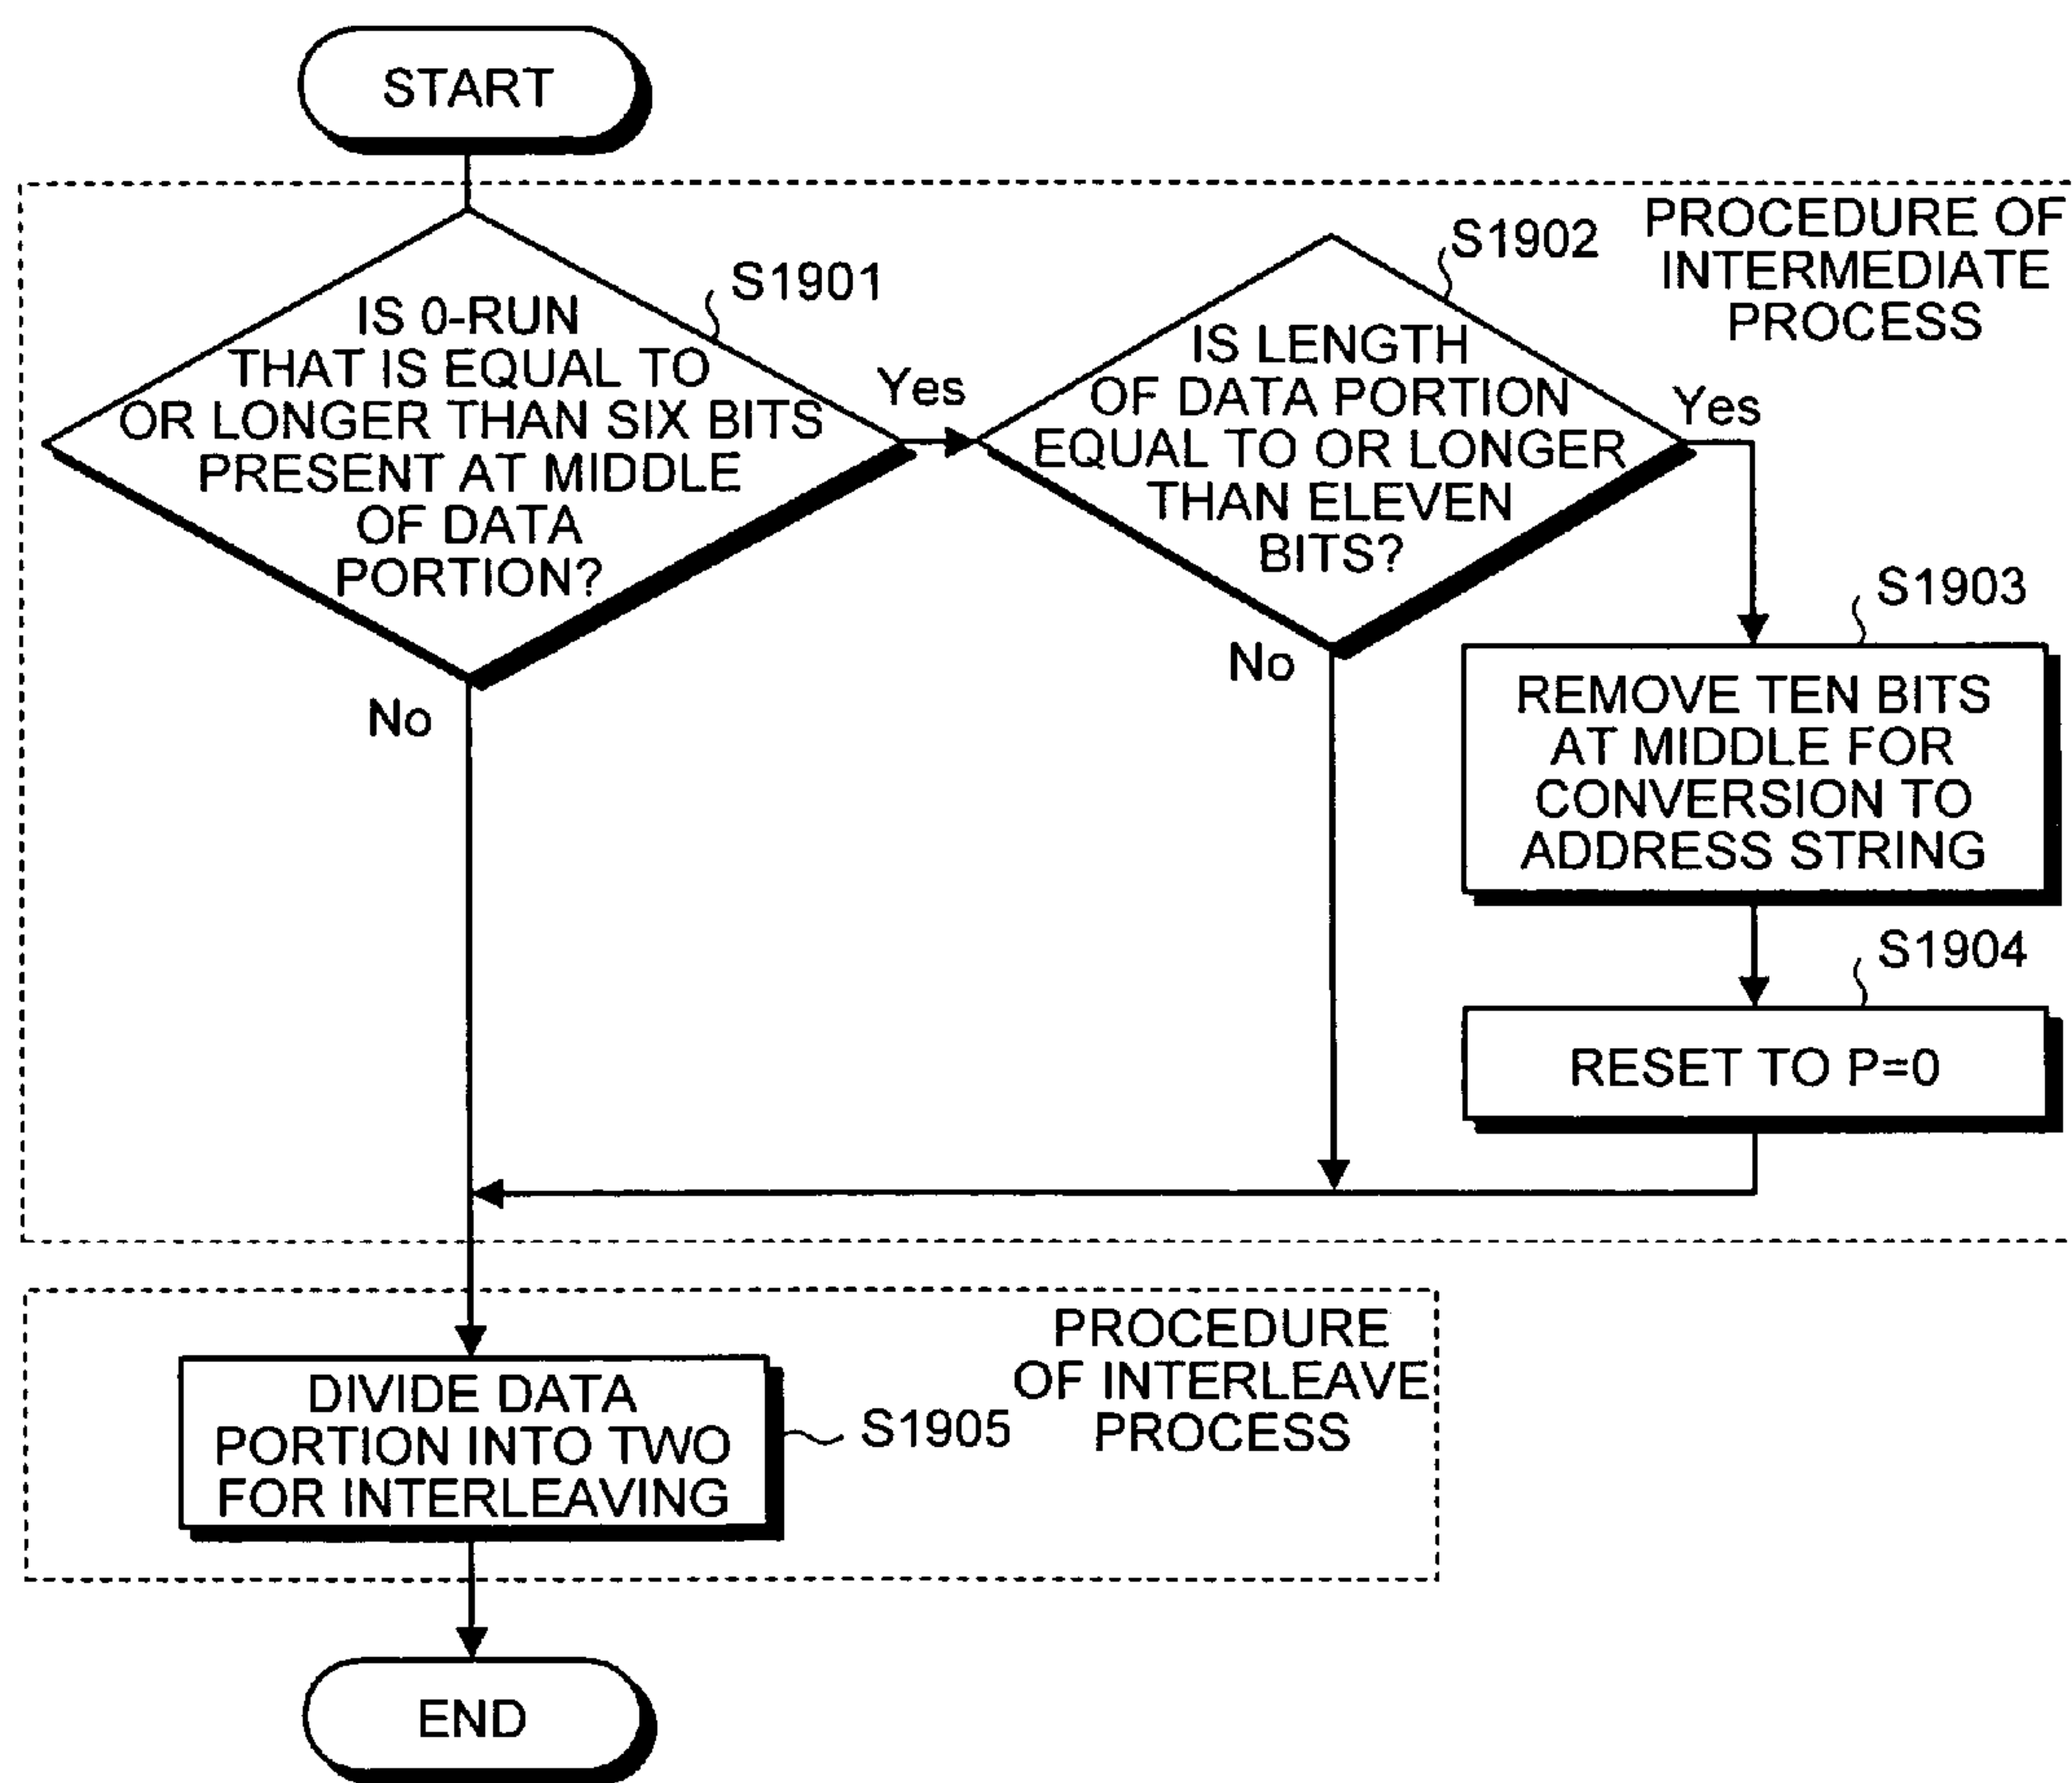 START
PROCEDURE OF
INTERMEDIATE
PROCESS
S1901
IS 0-RUN
THAT IS EQUAL TO
OR LONGER THAN SIX BITS
PRESENT AT MIDDLE
OF DATA
PORTION?
Yes
No
S1902
IS LENGTH
OF DATA PORTION
EQUAL TO OR LONGER
THAN ELEVEN
BITS?
Yes
No
S1903
REMOVE TEN BITS
AT MIDDLE FOR
CONVERSION TO
ADDRESS STRING
S1904
RESET TO P=0
PROCEDURE
OF INTERLEAVE
PROCESS
DIVIDE DATA
PORTION INTO TWO
FOR INTERLEAVING
S1905
END